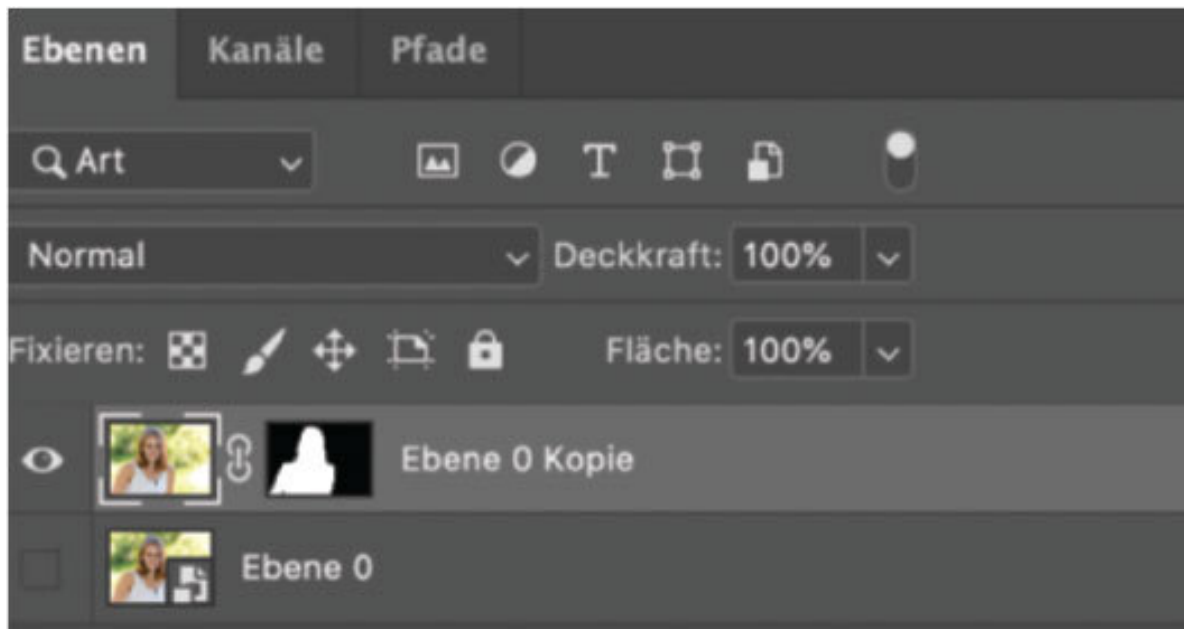 Ebenen Kanäle Pfade
Art
Normal Deckkraft: 100%
Fixieren: Fläche: 100%
Ebene 0 Kopie
Ebene 0